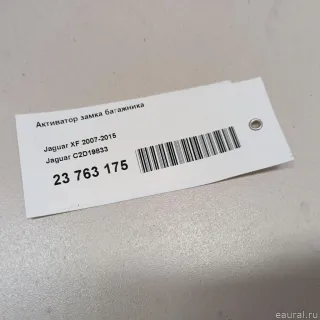 Активатор замка багажника
Jaguar XF 2007-2015
Jaguar C2D19833
23 763 175
eaural.ru